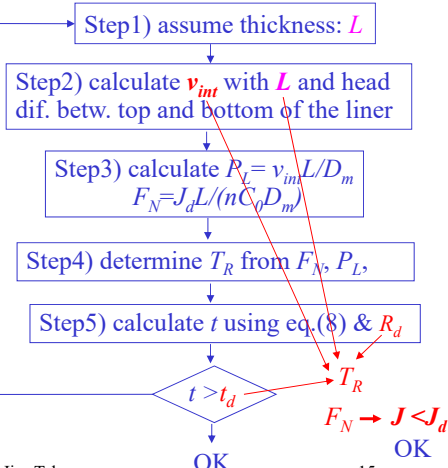 Step1) assume thickness: L
Step2) calculate v_int with L and head
dif. betw. top and bottom of the liner
Step3) calculate P_L= v_int L/D_m
F_N=J_d L/(nC_0D_m)
Step4) determine T_R from F_N, P_L,
Step5) calculate t using eq.(8) & R_d
t >t_d
T_R
F_N → J <J_d
OK
OK